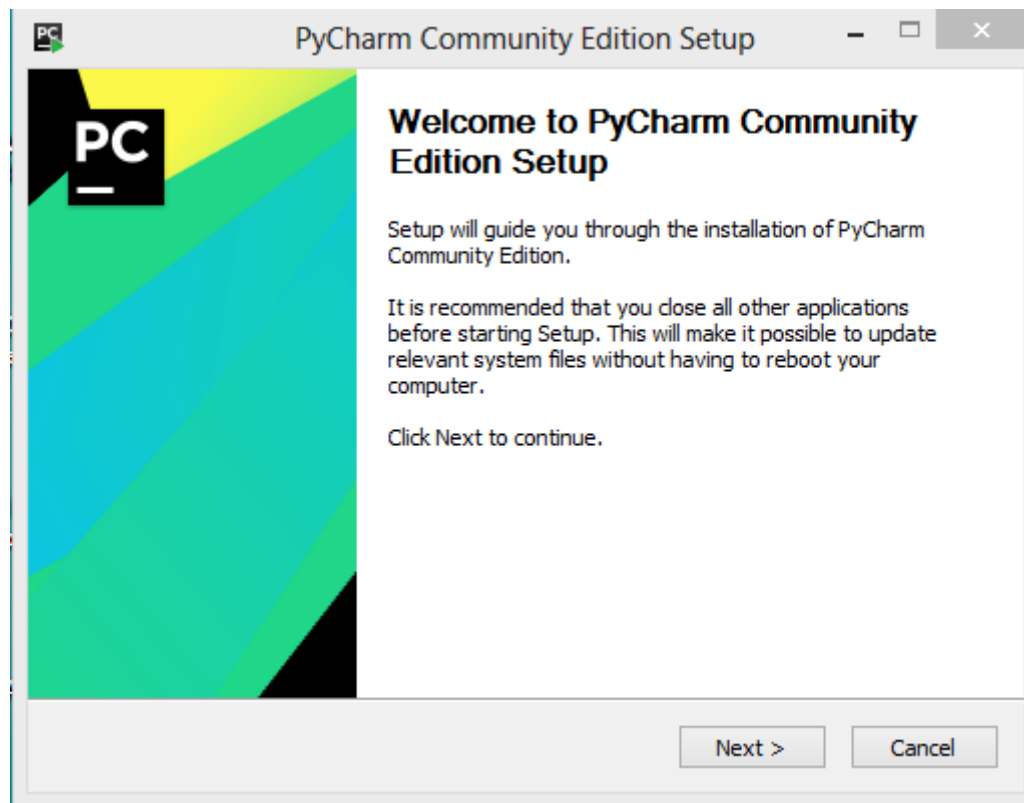 PC
PyCharm Community Edition Setup
PC
Welcome to PyCharm Community
Edition Setup
Setup will guide you through the installation of PyCharm
Community Edition.
It is recommended that you close all other applications
before starting Setup. This will make it possible to update
relevant system files without having to reboot your
computer.
Click Next to continue.
Next >
Cancel